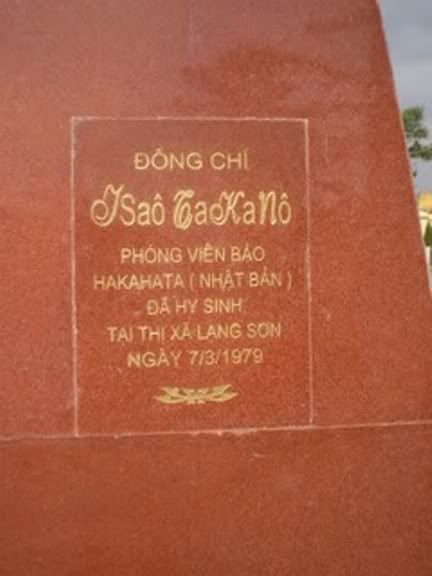 ĐỒNG CHÍ
ISaô TaKaNô
PHÓNG VIÊN BÁO
HAKAHATA ( NHẬT BẢN )
ĐÃ HY SINH
TẠI THỊ XÃ LẠNG SƠN
NGÀY 7/3/1979